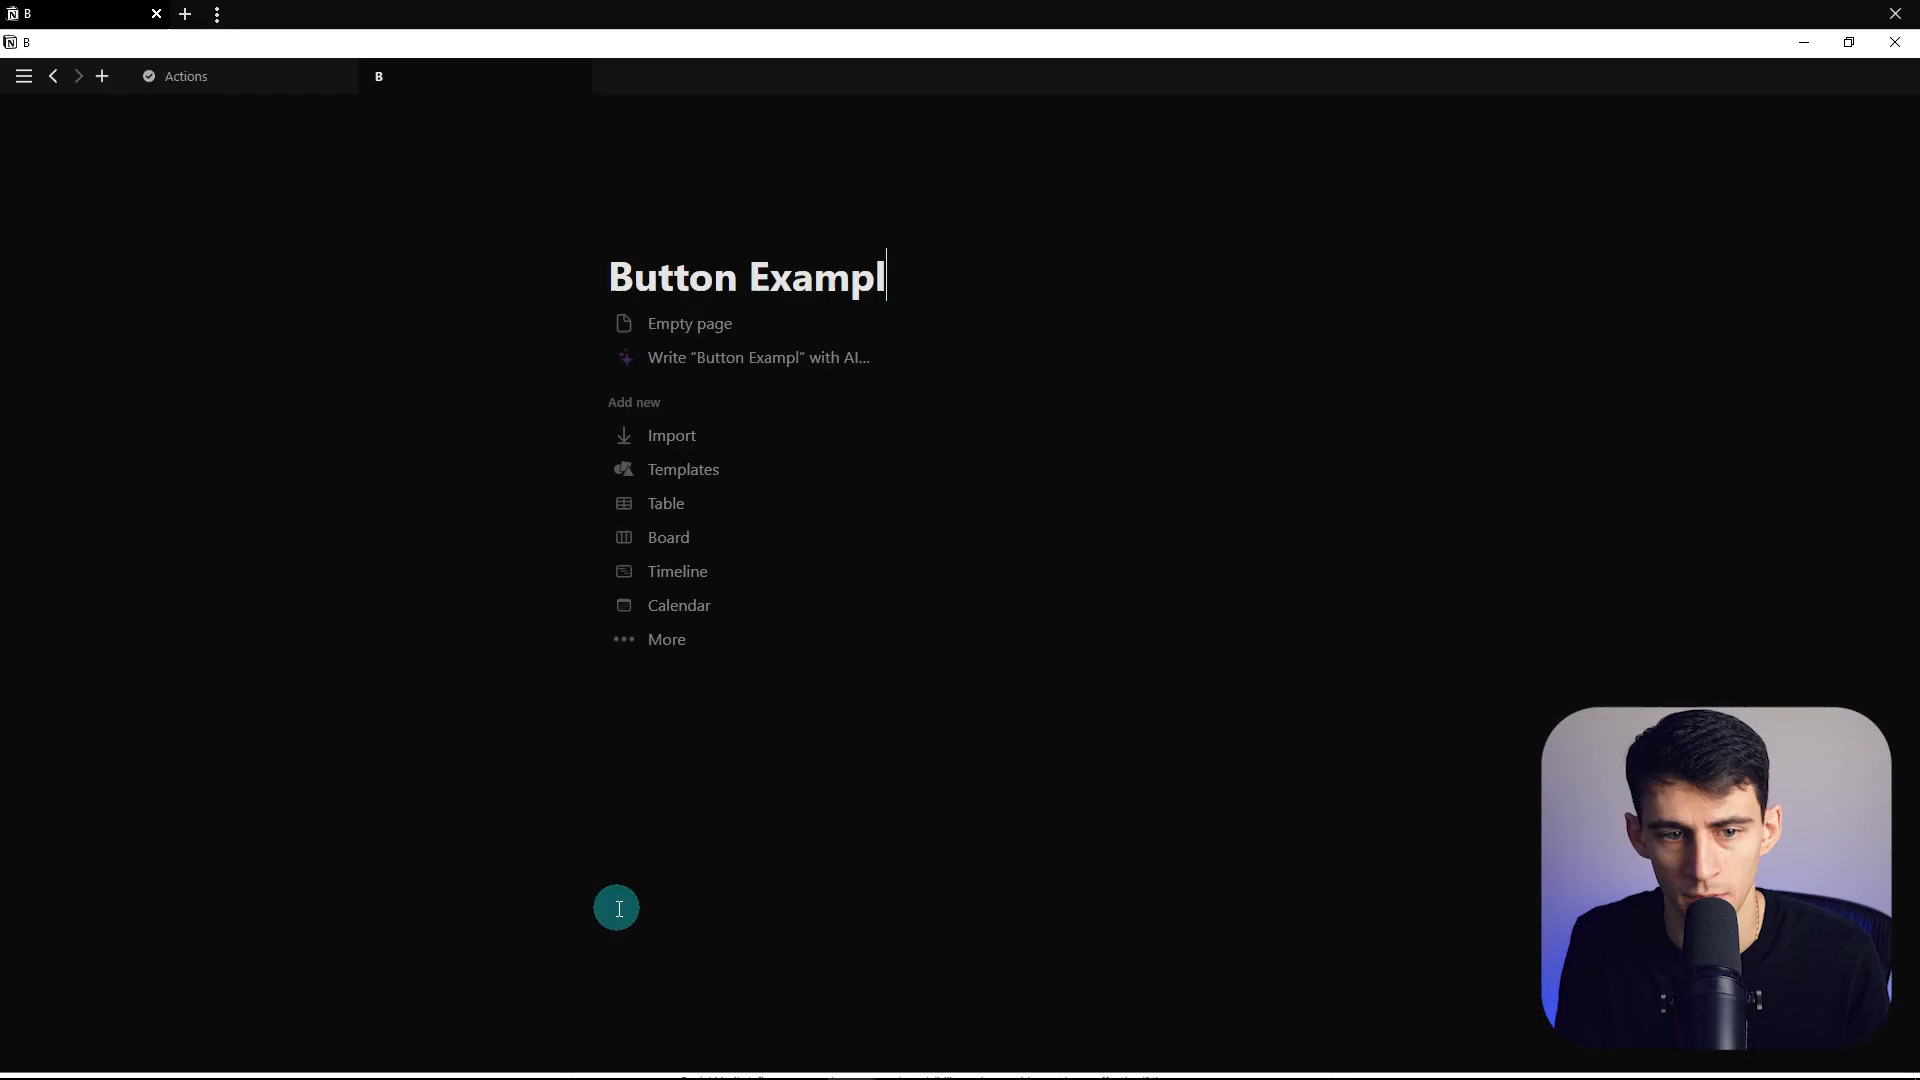 B
B
Actions
B
Button Exampl
Empty page
Write “Button Exampl” with AI...
Add new
Import
Templates
Table
Board
Timeline
Calendar
More